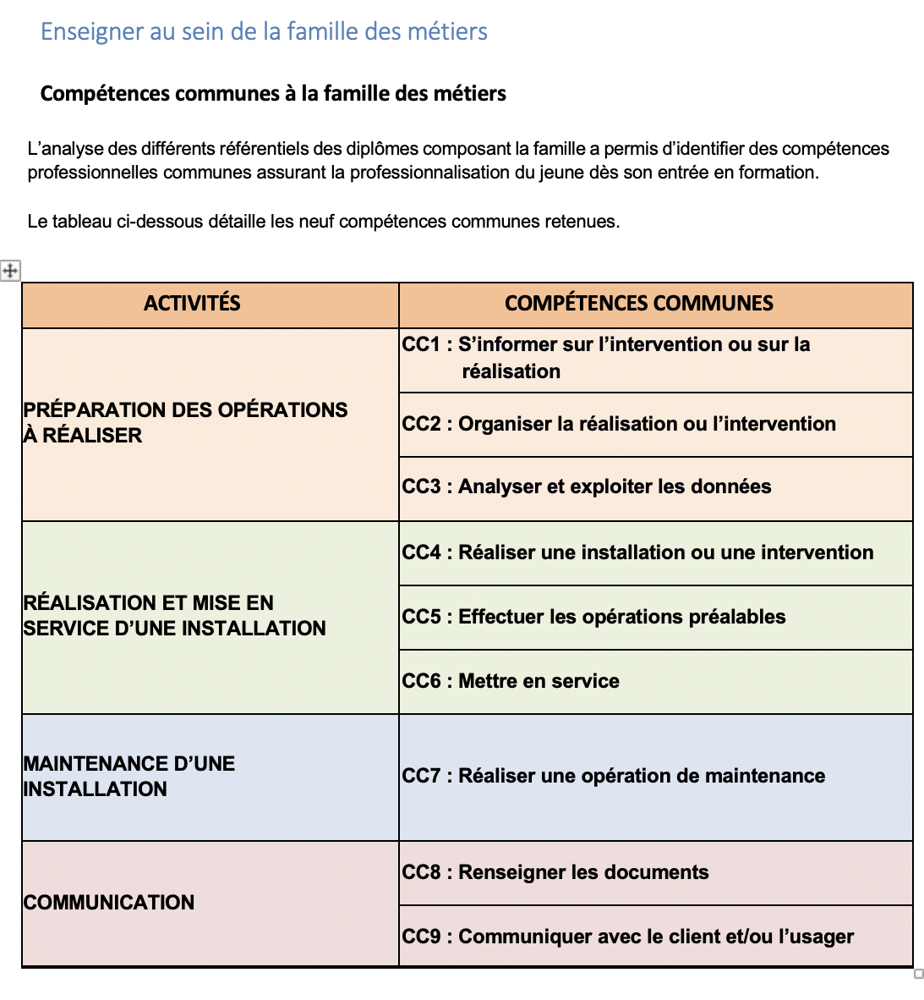 Enseigner au sein de la famille des métiers
Compétences communes à la famille des métiers
L’analyse des différents référentiels des diplômes composant la famille a permis d’identifier des compétences
professionnelles communes assurant la professionnalisation du jeune dès son entrée en formation.
Le tableau ci-dessous détaille les neuf compétences communes retenues.
ACTIVITÉS
COMPÉTENCES COMMUNES
PRÉPARATION DES OPÉRATIONS
À RÉALISER
CC1 : S’informer sur l’intervention ou sur la
réalisation
CC2 : Organiser la réalisation ou l’intervention
CC3 : Analyser et exploiter les données
RÉALISATION ET MISE EN
SERVICE D’UNE INSTALLATION
CC4 : Réaliser une installation ou une intervention
CC5 : Effectuer les opérations préalables
CC6 : Mettre en service
MAINTENANCE D’UNE
INSTALLATION
CC7 : Réaliser une opération de maintenance
COMMUNICATION
CC8 : Renseigner les documents
CC9 : Communiquer avec le client et/ou l’usager